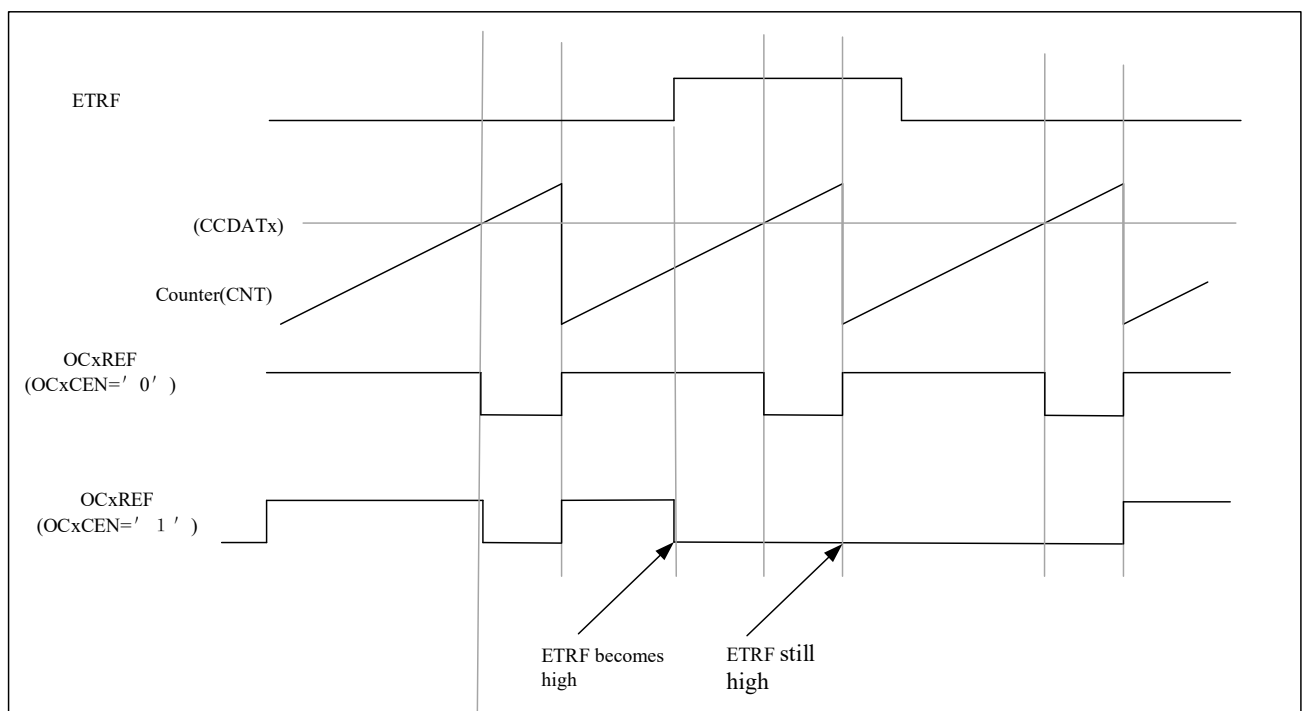 ETRF
(CCDATx)
Counter(CNT)
OCxREF
(OCxCEN=′ 0′ )
OCxREF
(OCxCEN=′ 1 ′ )
ETRF becomes
high
ETRF still
high